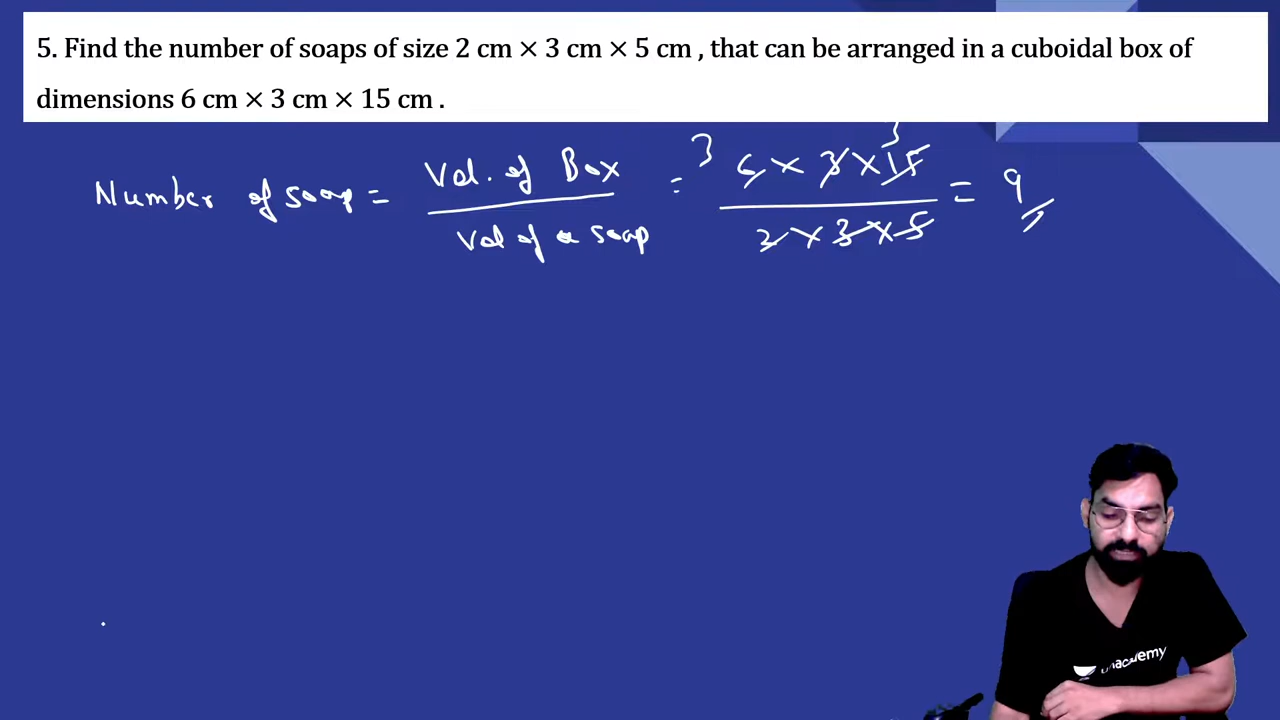 5. Find the number of soaps of size 2 cm × 3 cm × 5 cm , that can be arranged in a cuboidal box of
dimensions 6 cm × 3 cm × 15 cm .
Number of soap = Vol. of Box / Vol of a soap = 3 6 × 3 × 15 3 / 2 × 3 × 5 = 9
unacademy